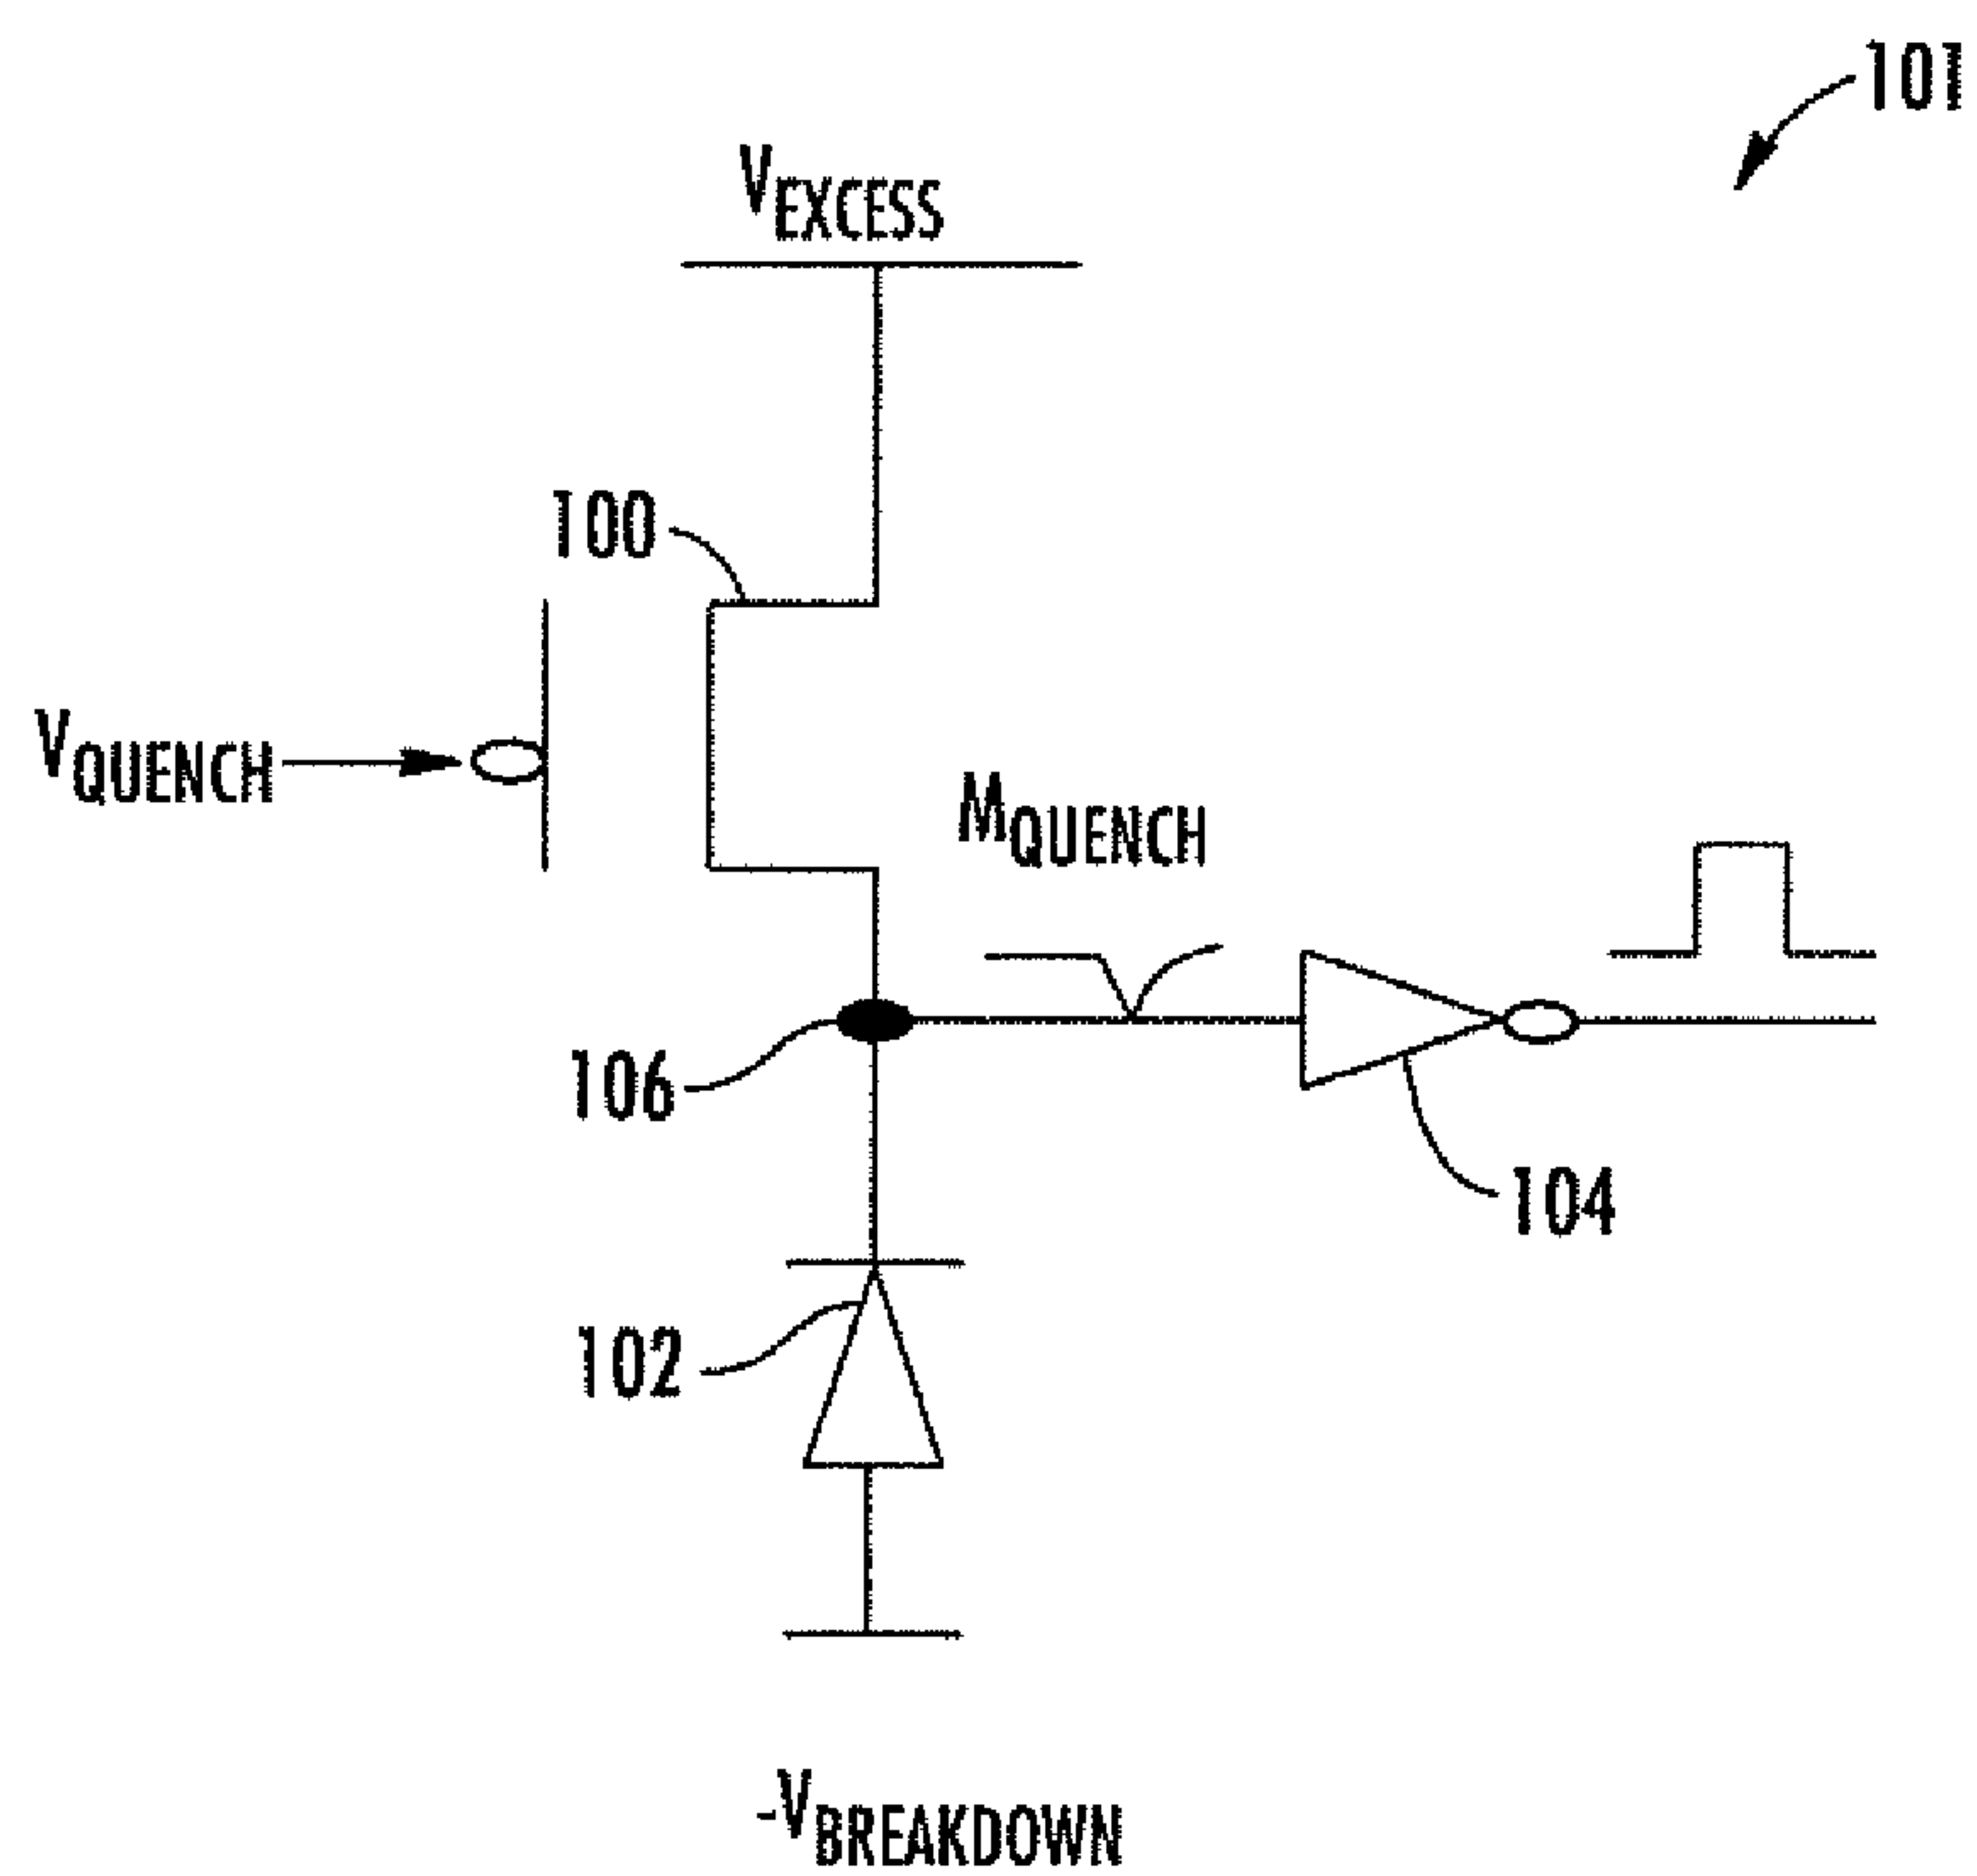 101
VEXCESS
100
VQUENCH
MQUENCH
106
104
102
-VBREAKDOWN